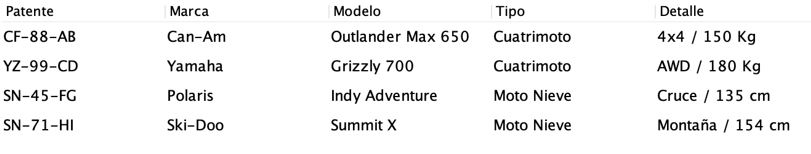 Patente Marca Modelo Tipo Detalle
CF-88-AB Can-Am Outlander Max 650 Cuatrimoto 4x4 / 150 Kg
YZ-99-CD Yamaha Grizzly 700 Cuatrimoto AWD / 180 Kg
SN-45-FG Polaris Indy Adventure Moto Nieve Cruce / 135 cm
SN-71-HI Ski-Doo Summit X Moto Nieve Montaña / 154 cm